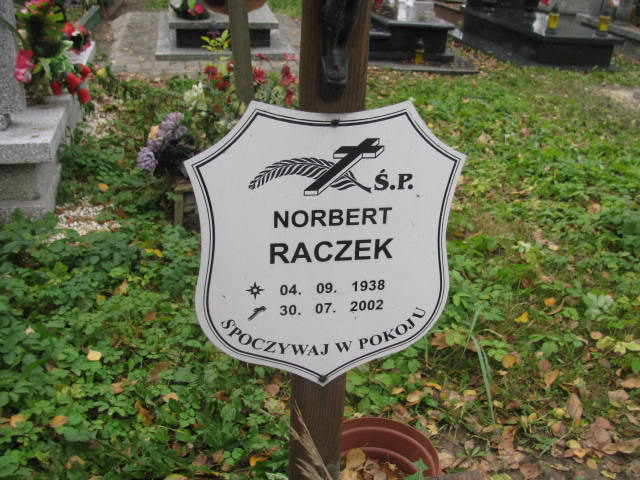 Ś.P.
NORBERT
RACZEK
04. 09. 1938
30. 07. 2002
SPOCZYWAJ W POKOJU